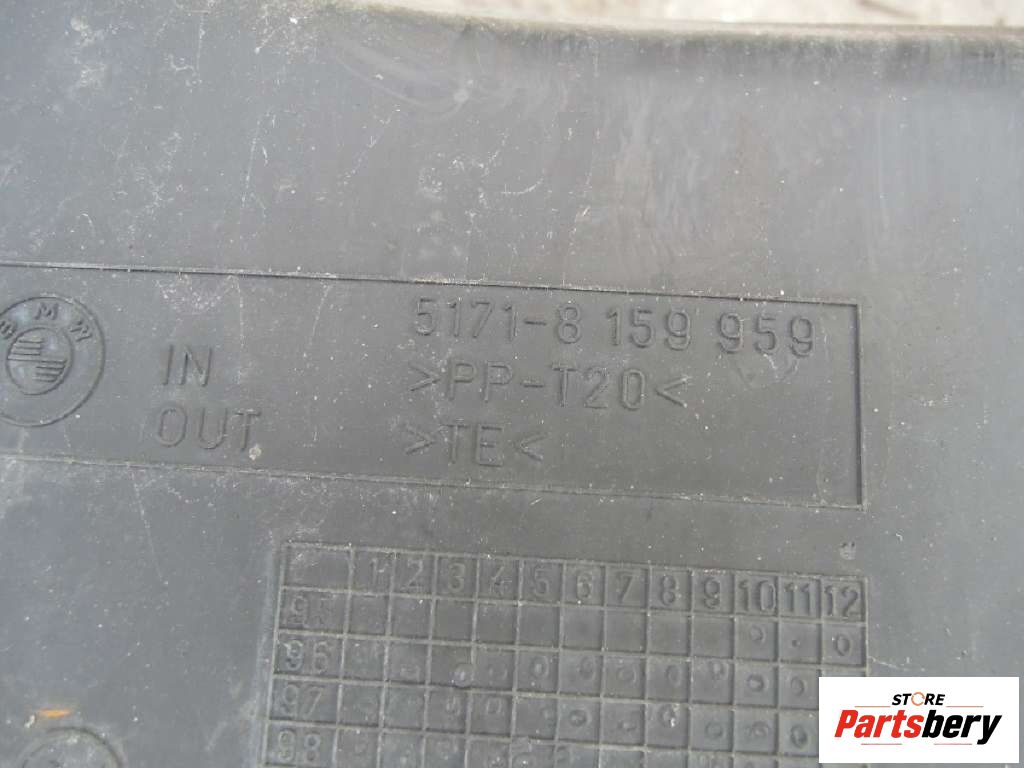 BMW
5171-8 159 959
IN >PP-T20<
OUT >TE<
1 2 3 4 5 6 7 8 9 10 11 12
95
96
97
98
STORE
Partsbery